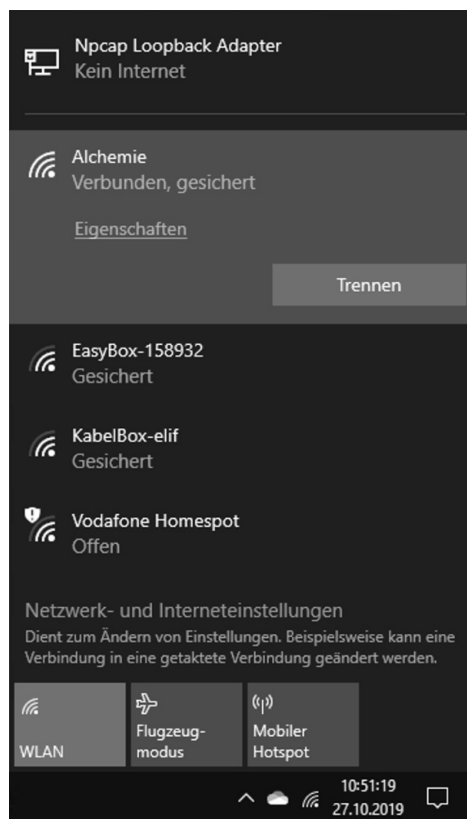 Npcap Loopback Adapter
Kein Internet
Alchemie
Verbunden, gesichert
Eigenschaften
Trennen
EasyBox-158932
Gesichert
KabelBox-elif
Gesichert
Vodafone Homespot
Offen
Netzwerk- und Interneteinstellungen
Dient zum Ändern von Einstellungen. Beispielsweise kann eine
Verbindung in eine getaktete Verbindung geändert werden.
WLAN
Flugzeug-
modus
Mobiler
Hotspot
10:51:19
27.10.2019